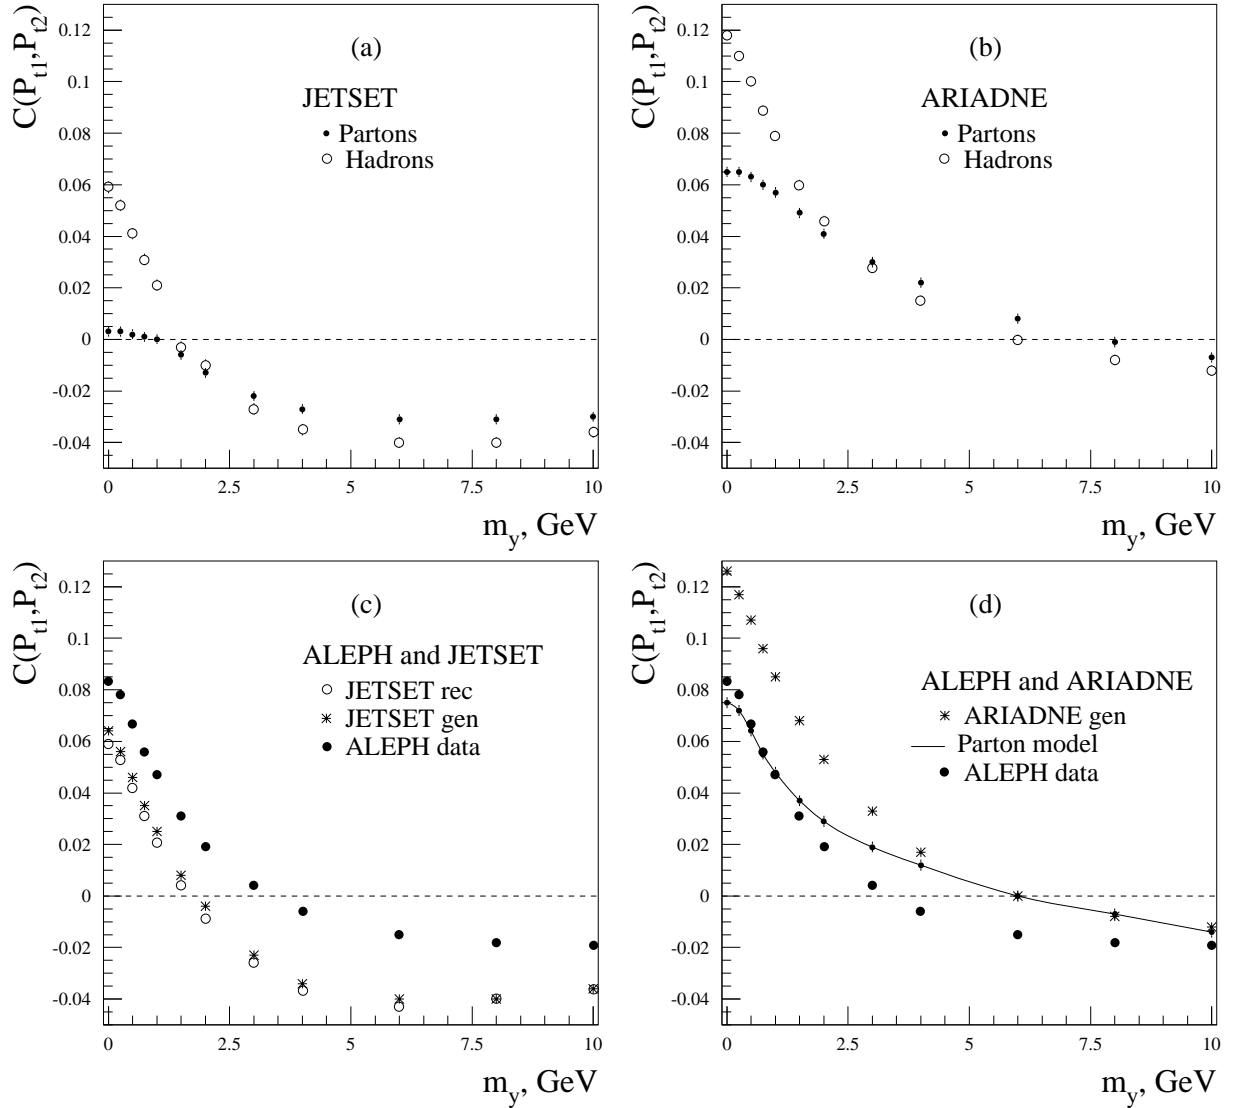 C(P_t1,P_t2)
(a)
JETSET
Partons
Hadrons
0.12
0.1
0.08
0.06
0.04
0.02
0
-0.02
-0.04
0
2.5
5
7.5
10
m_y, GeV
C(P_t1,P_t2)
(b)
ARIADNE
Partons
Hadrons
0.12
0.1
0.08
0.06
0.04
0.02
0
-0.02
-0.04
0
2.5
5
7.5
10
m_y, GeV
C(P_t1,P_t2)
(c)
ALEPH and JETSET
JETSET rec
JETSET gen
ALEPH data
0.12
0.1
0.08
0.06
0.04
0.02
0
-0.02
-0.04
0
2.5
5
7.5
10
m_y, GeV
C(P_t1,P_t2)
(d)
ALEPH and ARIADNE
ARIADNE gen
Parton model
ALEPH data
0.12
0.1
0.08
0.06
0.04
0.02
0
-0.02
-0.04
0
2.5
5
7.5
10
m_y, GeV